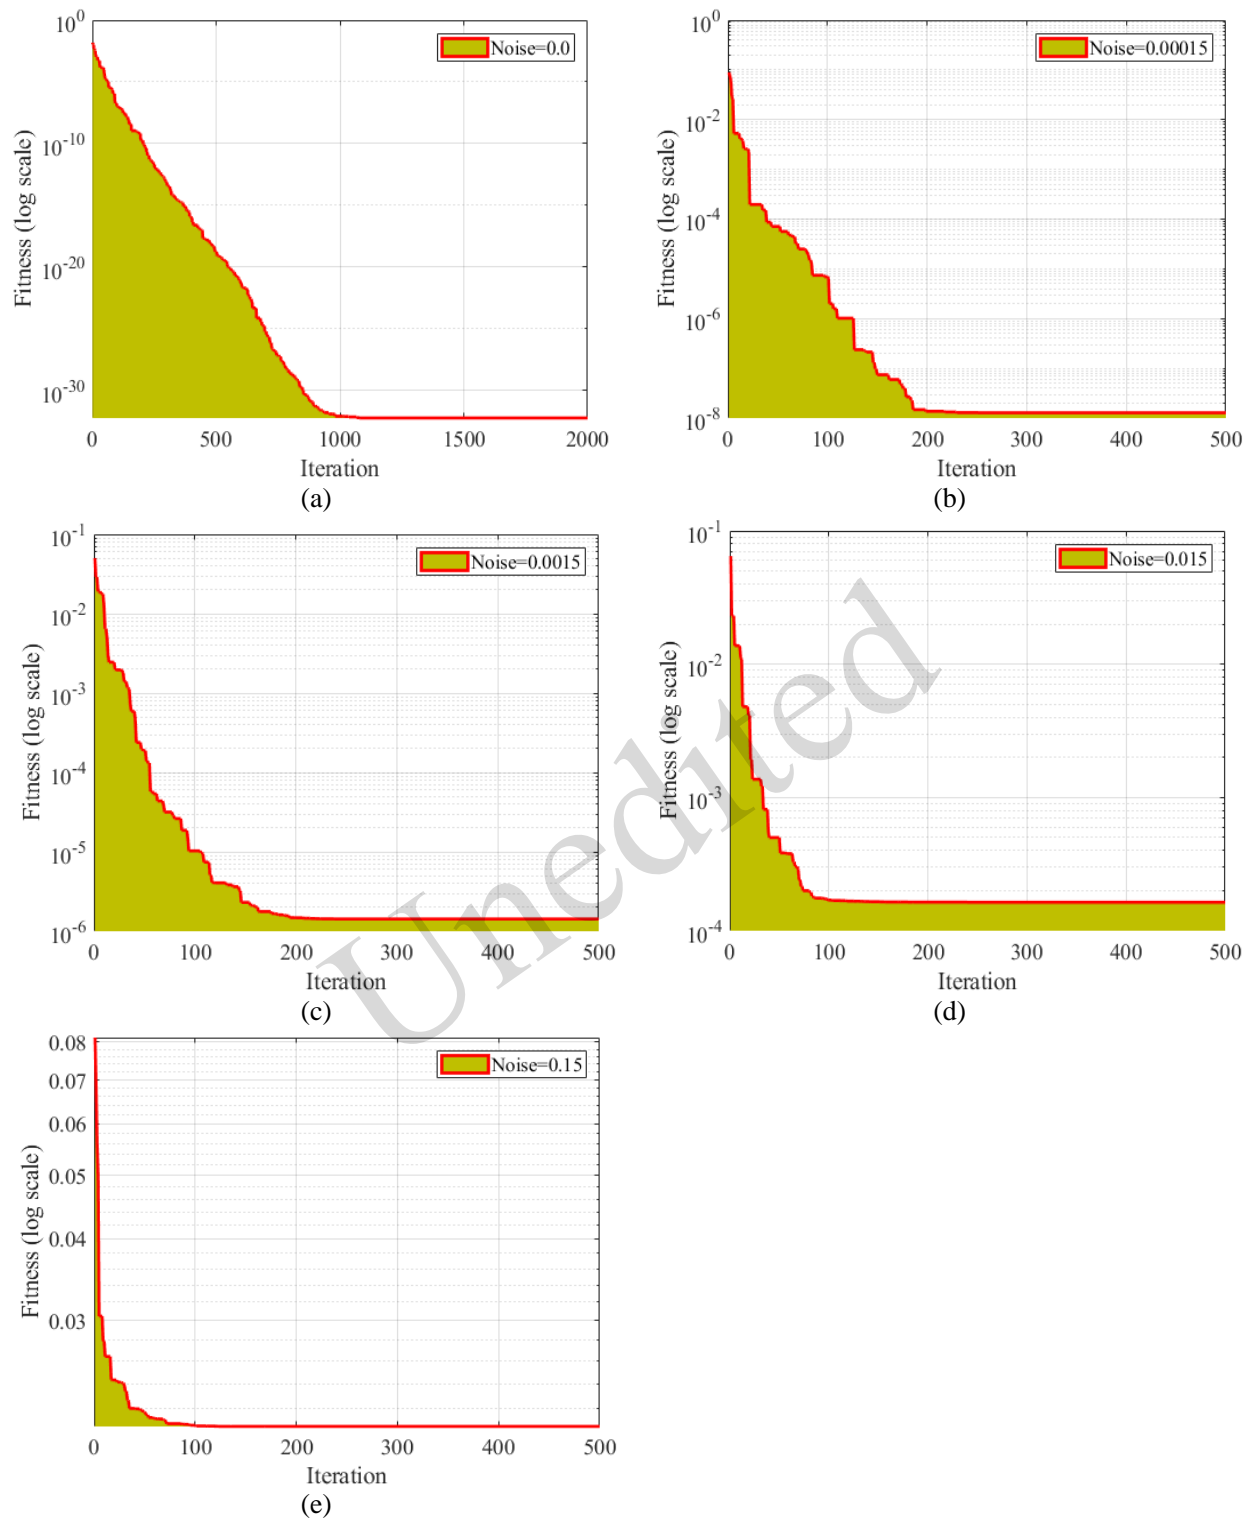 10^0
Noise=0.0
10^-10
10^-20
10^-30
Fitness (log scale)
0 500 1000 1500 2000
Iteration
(a)
10^0
Noise=0.00015
10^-2
10^-4
10^-6
10^-8
Fitness (log scale)
0 100 200 300 400 500
Iteration
(b)
10^-1
Noise=0.0015
10^-2
10^-3
10^-4
10^-5
10^-6
Fitness (log scale)
0 100 200 300 400 500
Iteration
(c)
10^-1
Noise=0.015
10^-2
10^-3
10^-4
Fitness (log scale)
0 100 200 300 400 500
Iteration
(d)
0.08
Noise=0.15
0.07
0.06
0.05
0.04
0.03
Fitness (log scale)
0 100 200 300 400 500
Iteration
(e)
Unedited